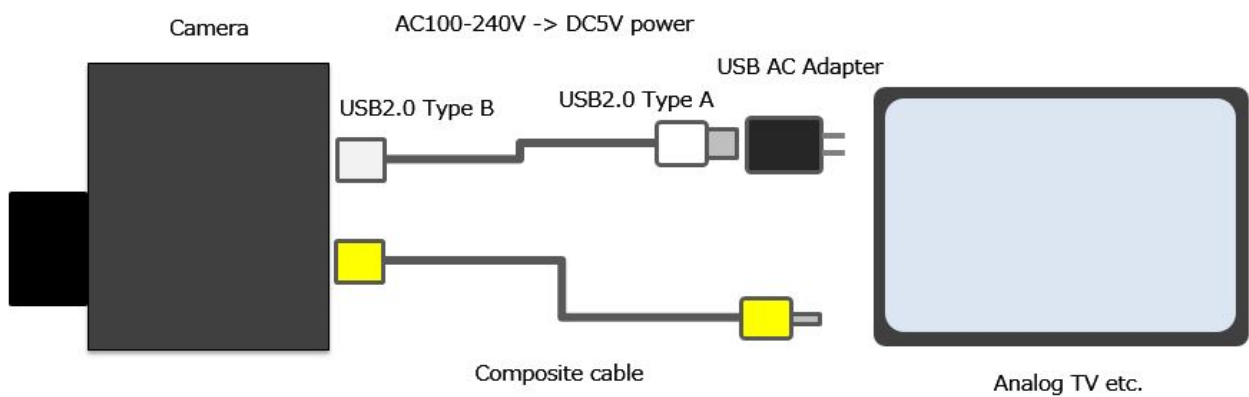 Camera
AC100-240V -> DC5V power
USB AC Adapter
USB2.0 Type B
USB2.0 Type A
Composite cable
Analog TV etc.